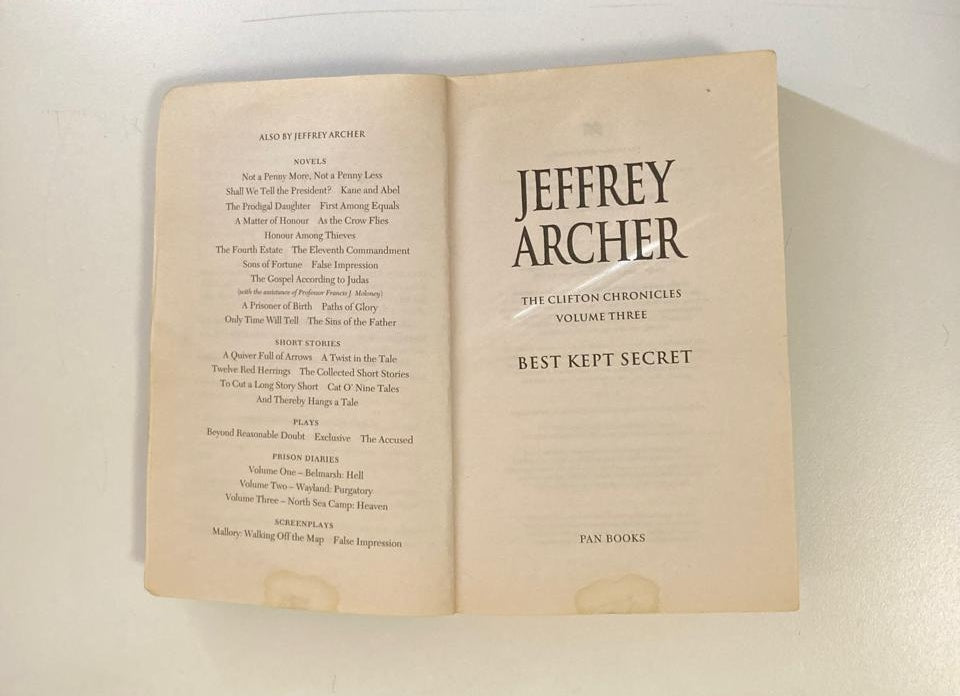 ALSO BY JEFFREY ARCHER
NOVELS
Not a Penny More, Not a Penny Less
Shall We Tell the President? Kane and Abel
The Prodigal Daughter First Among Equals
A Matter of Honour As the Crow Flies
Honour Among Thieves
The Fourth Estate The Eleventh Commandment
Sons of Fortune False Impression
The Gospel According to Judas
(with the assistance of Professor Francis J. Moloney)
A Prisoner of Birth Paths of Glory
Only Time Will Tell The Sins of the Father
SHORT STORIES
A Quiver Full of Arrows A Twist in the Tale
Twelve Red Herrings The Collected Short Stories
To Cut a Long Story Short Cat O' Nine Tales
And Thereby Hangs a Tale
PLAYS
Beyond Reasonable Doubt Exclusive The Accused
PRISON DIARIES
Volume One – Belmarsh: Hell
Volume Two – Wayland: Purgatory
Volume Three – North Sea Camp: Heaven
SCREENPLAYS
Mallory: Walking Off the Map False Impression
JEFFREY
ARCHER
THE CLIFTON CHRONICLES
VOLUME THREE
BEST KEPT SECRET
PAN BOOKS